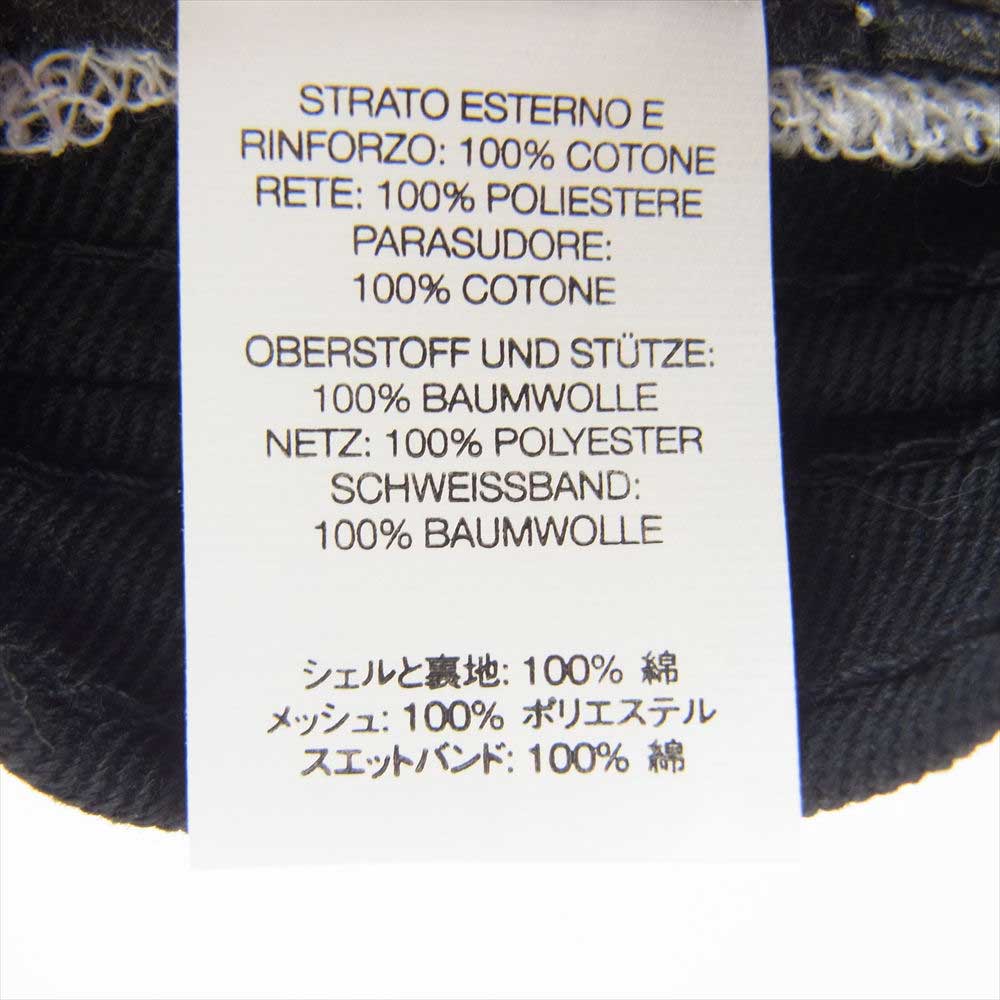 STRATO ESTERNO E
RINFORZO: 100% COTONE
RETE: 100% POLIESTERE
PARASUDORE:
100% COTONE
OBERSTOFF UND STÜTZE:
100% BAUMWOLLE
NETZ: 100% POLYESTER
SCHWEISSBAND:
100% BAUMWOLLE
シェルと裏地: 100% 綿
メッシュ: 100% ポリエステル
スエットバンド: 100% 綿